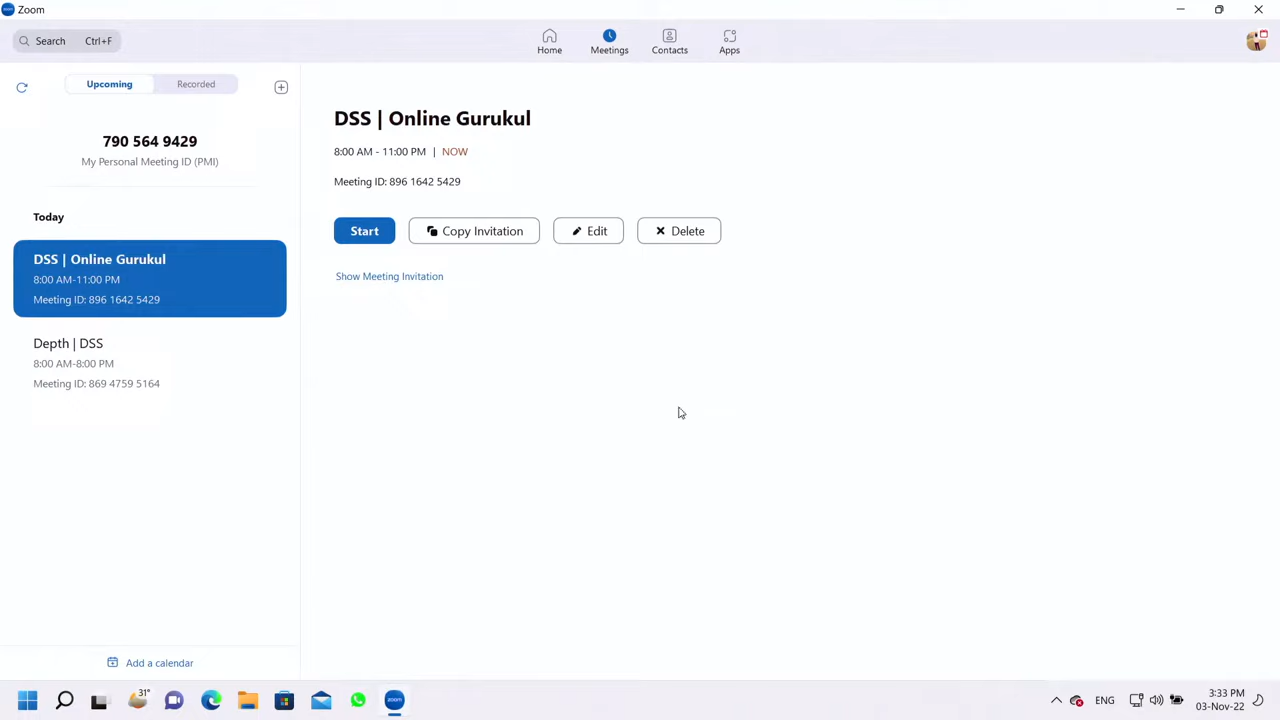 zoom Zoom
Search Ctrl+F
Home
Meetings
Contacts
Apps
Upcoming
Recorded
790 564 9429
My Personal Meeting ID (PMI)
Today
DSS | Online Gurukul
8:00 AM-11:00 PM
Meeting ID: 896 1642 5429
Depth | DSS
8:00 AM-8:00 PM
Meeting ID: 869 4759 5164
Add a calendar
DSS | Online Gurukul
8:00 AM - 11:00 PM | NOW
Meeting ID: 896 1642 5429
Start
Copy Invitation
Edit
Delete
Show Meeting Invitation
31°
zoom
ENG
3:33 PM
03-Nov-22